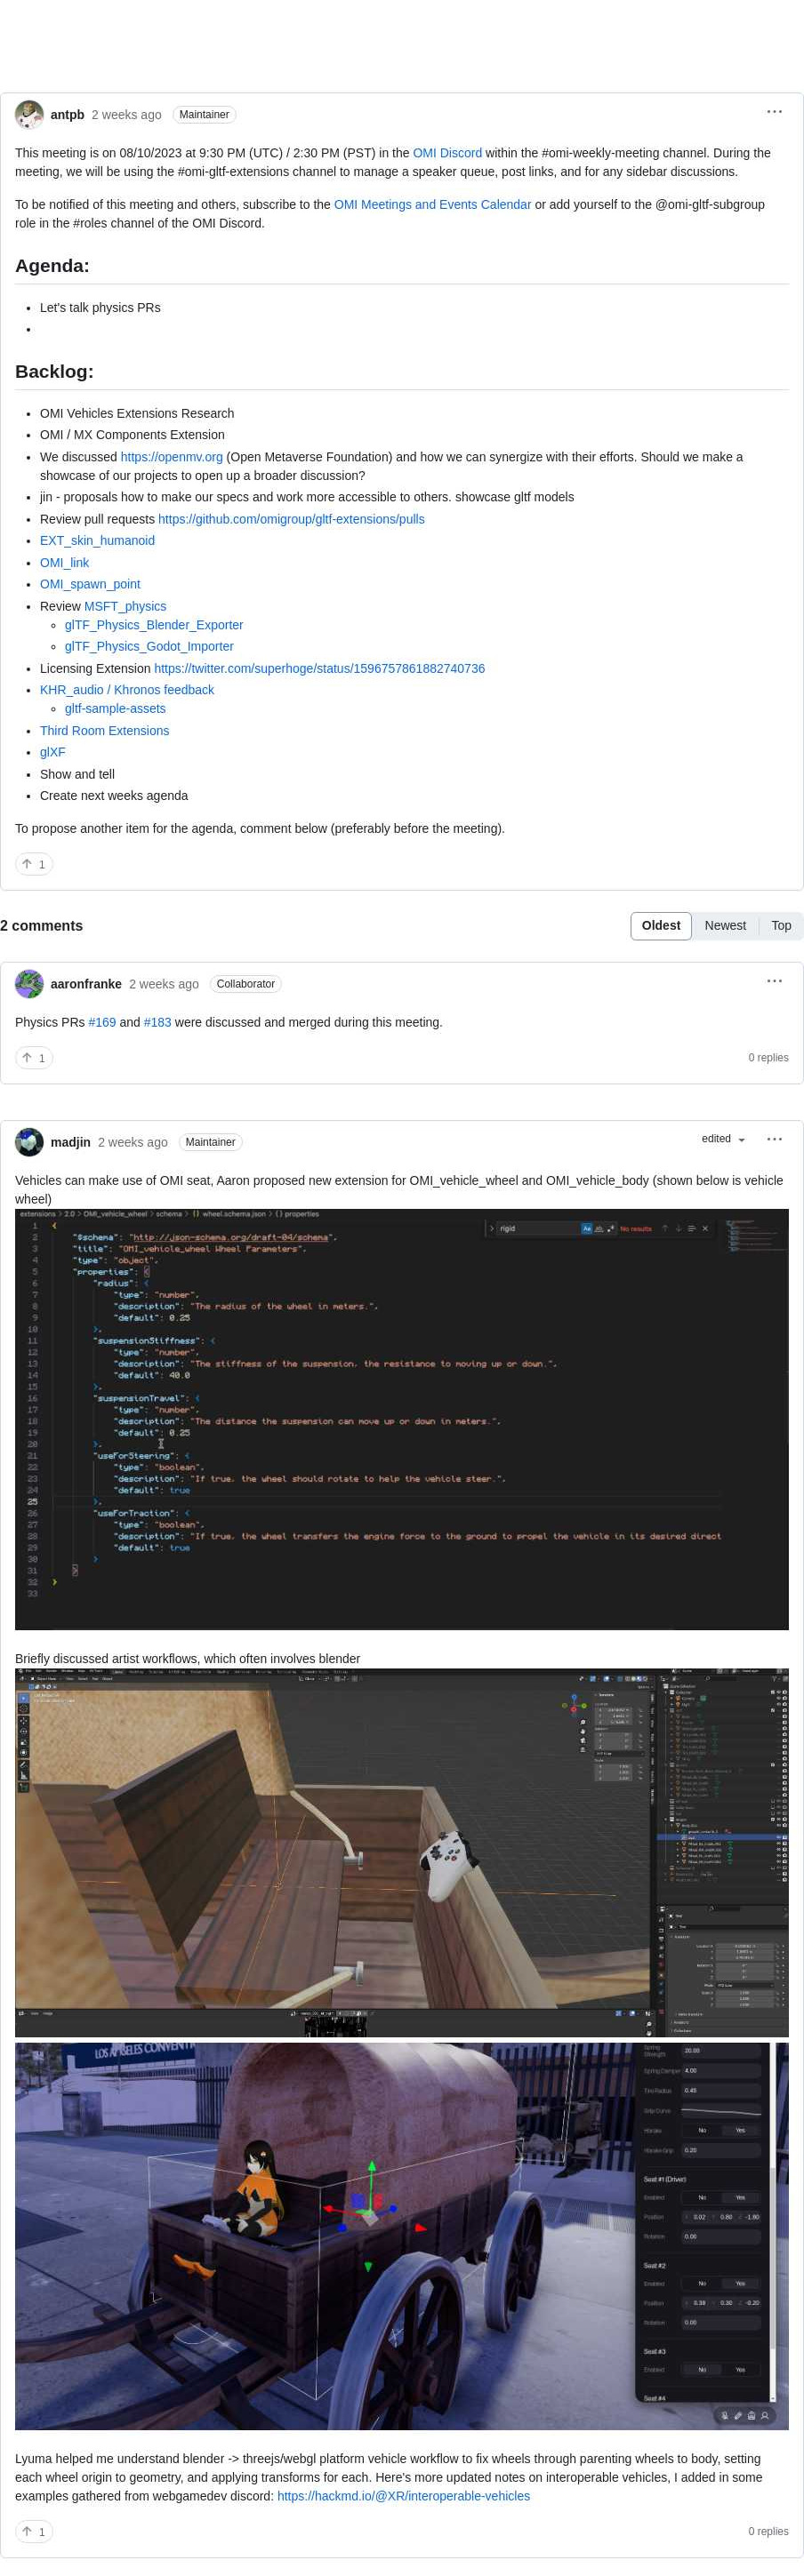 antpb 2 weeks ago Maintainer
This meeting is on 08/10/2023 at 9:30 PM (UTC) / 2:30 PM (PST) in the OMI Discord within the #omi-weekly-meeting channel. During the
meeting, we will be using the #omi-gltf-extensions channel to manage a speaker queue, post links, and for any sidebar discussions.
To be notified of this meeting and others, subscribe to the OMI Meetings and Events Calendar or add yourself to the @omi-gltf-subgroup
role in the #roles channel of the OMI Discord.
Agenda:
• Let's talk physics PRs
•
Backlog:
• OMI Vehicles Extensions Research
• OMI / MX Components Extension
• We discussed https://openmv.org (Open Metaverse Foundation) and how we can synergize with their efforts. Should we make a
showcase of our projects to open up a broader discussion?
• jin - proposals how to make our specs and work more accessible to others. showcase gltf models
• Review pull requests https://github.com/omigroup/gltf-extensions/pulls
• EXT_skin_humanoid
• OMI_link
• OMI_spawn_point
• Review MSFT_physics
◦ glTF_Physics_Blender_Exporter
◦ glTF_Physics_Godot_Importer
• Licensing Extension https://twitter.com/superhoge/status/1596757861882740736
• KHR_audio / Khronos feedback
◦ gltf-sample-assets
• Third Room Extensions
• glXF
• Show and tell
• Create next weeks agenda
To propose another item for the agenda, comment below (preferably before the meeting).
1
2 comments Oldest Newest Top
aaronfranke 2 weeks ago Collaborator
Physics PRs #169 and #183 were discussed and merged during this meeting.
1 0 replies
madjin 2 weeks ago Maintainer edited
Vehicles can make use of OMI seat, Aaron proposed new extension for OMI_vehicle_wheel and OMI_vehicle_body (shown below is vehicle
wheel)
extensions > 2.0 > OMI_vehicle_wheel > schema > {} wheel.schema.json > {} properties
rigid Aa ab .* No results
1 {
2 "$schema": "http://json-schema.org/draft-04/schema",
3 "title": "OMI_vehicle_wheel Wheel Parameters",
4 "type": "object",
5 "properties": {
6 "radius": {
7 "type": "number",
8 "description": "The radius of the wheel in meters.",
9 "default": 0.25
10 },
11 "suspensionStiffness": {
12 "type": "number",
13 "description": "The stiffness of the suspension, the resistance to moving up or down.",
14 "default": 40.0
15 },
16 "suspensionTravel": {
17 "type": "number",
18 "description": "The distance the suspension can move up or down in meters.",
19 "default": 0.25
20 },
21 "useForSteering": {
22 "type": "boolean",
23 "description": "If true, the wheel should rotate to help the vehicle steer.",
24 "default": true
25 },
26 "useForTraction": {
27 "type": "boolean",
28 "description": "If true, the wheel transfers the engine force to the ground to propel the vehicle in its desired direct
29 "default": true
30 }
31 }
32 }
33
Briefly discussed artist workflows, which often involves blender
LOS ANGELES CONVENTI
Spring Strength 20.00
Spring Damper 4.00
Tire Radius 0.45
Grip Curve
No Yes
0.20
Seat #1 (Driver)
Enabled No Yes
Position 0.02 0.80 -1.80
Rotation 0.00
Seat #2
Enabled No Yes
Position 0.39 0.30 -0.20
Rotation 0.00
Seat #3
Enabled No Yes
Seat #4
Lyuma helped me understand blender -> threejs/webgl platform vehicle workflow to fix wheels through parenting wheels to body, setting
each wheel origin to geometry, and applying transforms for each. Here's more updated notes on interoperable vehicles, I added in some
examples gathered from webgamedev discord: https://hackmd.io/@XR/interoperable-vehicles
1 0 replies